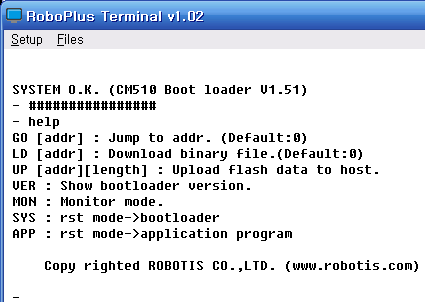 RoboPlus Terminal v1.02
Setup Files
SYSTEM O.K. (CM510 Boot loader V1.51)
- ################
- help
GO [addr] : Jump to addr. (Default:0)
LD [addr] : Download binary file.(Default:0)
UP [addr][length] : Upload flash data to host.
VER : Show bootloader version.
MON : Monitor mode.
SYS : rst mode->bootloader
APP : rst mode->application program
Copy righted ROBOTIS CO.,LTD. (www.robotis.com)
-